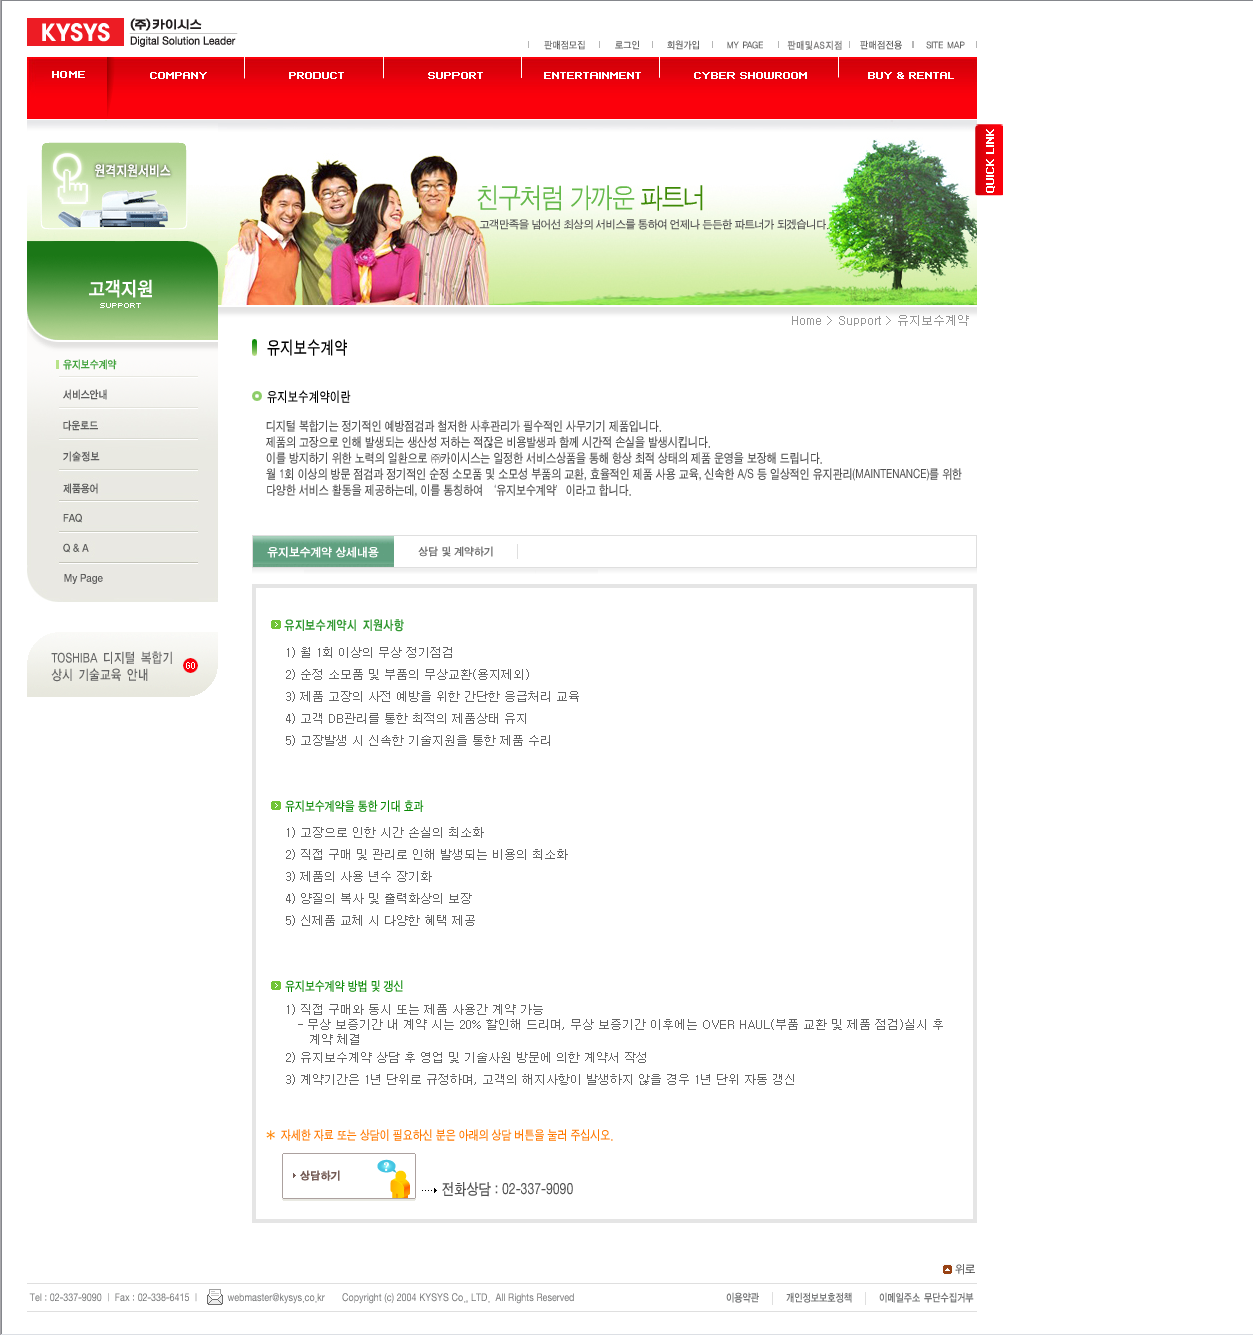 KYSYS (주)카이시스
Digital Solution Leader
판매점모집 로그인 회원가입 MY PAGE 판매및AS지점 판매점전용 SITE MAP
HOME COMPANY PRODUCT SUPPORT ENTERTAINMENT CYBER SHOWROOM BUY & RENTAL
QUICK LINK
원격지원서비스
친구처럼 가까운 파트너
고객만족을 넘어선 최상의 서비스를 통하여 언제나 든든한 파트너가 되겠습니다.
고객지원
SUPPORT
Home > Support > 유지보수계약
유지보수계약
서비스안내
다운로드
기술정보
제품용어
FAQ
Q & A
My Page
TOSHIBA 디지털 복합기
상시 기술교육 안내
GO
유지보수계약
유지보수계약이란
디지털 복합기는 정기적인 예방점검과 철저한 사후관리가 필수적인 사무기기 제품입니다.
제품의 고장으로 인해 발생되는 생산성 저하는 적잖은 비용발생과 함께 시간적 손실을 발생시킵니다.
이를 방지하기 위한 노력의 일환으로 ㈜카이시스는 일정한 서비스상품을 통해 항상 최적 상태의 제품 운영을 보장해 드립니다.
월 1회 이상의 방문 점검과 정기적인 순정 소모품 및 소모성 부품의 교환, 효율적인 제품 사용 교육, 신속한 A/S 등 일상적인 유지관리(MAINTENANCE)를 위한
다양한 서비스 활동을 제공하는데, 이를 통칭하여 ‘유지보수계약’ 이라고 합니다.
유지보수계약 상세내용 상담 및 계약하기
유지보수계약시 지원사항
1) 월 1회 이상의 무상 정기점검
2) 순정 소모품 및 부품의 무상교환(용지제외)
3) 제품 고장의 사전 예방을 위한 간단한 응급처리 교육
4) 고객 DB관리를 통한 최적의 제품상태 유지
5) 고장발생 시 신속한 기술지원을 통한 제품 수리
유지보수계약을 통한 기대 효과
1) 고장으로 인한 시간 손실의 최소화
2) 직접 구매 및 관리로 인해 발생되는 비용의 최소화
3) 제품의 사용 년수 장기화
4) 양질의 복사 및 출력화상의 보장
5) 신제품 교체 시 다양한 혜택 제공
유지보수계약 방법 및 갱신
1) 직접 구매와 동시 또는 제품 사용간 계약 가능
- 무상 보증기간 내 계약 시는 20% 할인해 드리며, 무상 보증기간 이후에는 OVER HAUL(부품 교환 및 제품 점검)실시 후
계약 체결
2) 유지보수계약 상담 후 영업 및 기술사원 방문에 의한 계약서 작성
3) 계약기간은 1년 단위로 규정하며, 고객의 해지사항이 발생하지 않을 경우 1년 단위 자동 갱신
* 자세한 자료 또는 상담이 필요하신 분은 아래의 상담 버튼을 눌러 주십시오.
상담하기
전화상담 : 02-337-9090
위로
Tel : 02-337-9090 | Fax : 02-338-6415 | webmaster@kysys.co.kr Copyright (c) 2004 KYSYS Co., LTD. All Rights Reserved
이용약관 개인정보보호정책 이메일주소 무단수집거부